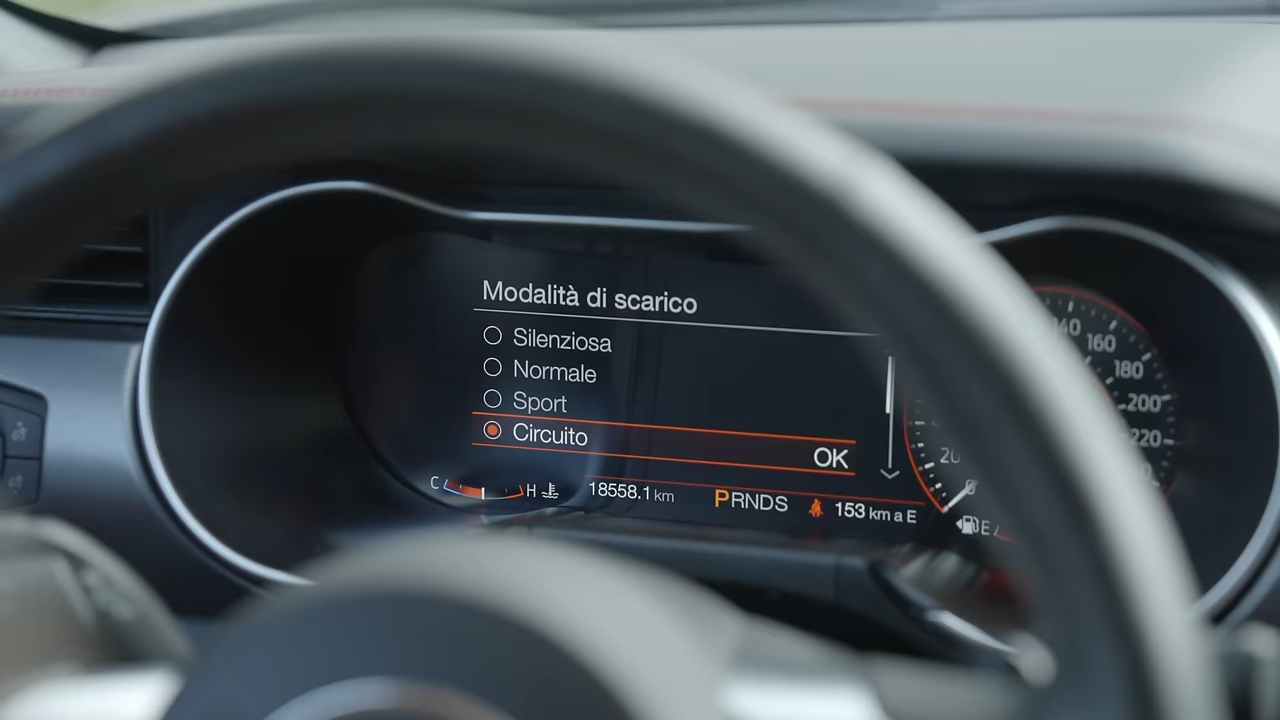 Modalità di scarico
Silenziosa
Normale
Sport
Circuito
OK
C H
18558.1 km
PRNDS
153 km a E
0
20
140
160
180
200
220
E